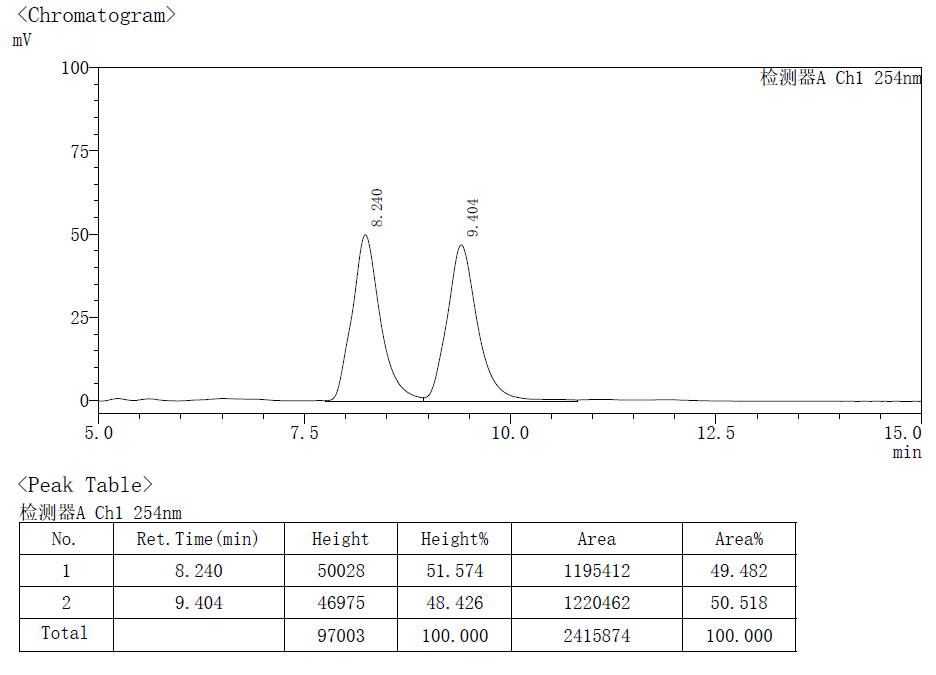 <Chromatogram>
mV
检测器A Ch1 254nm
100
75
50
25
0
8.240
9.404
5.0 7.5 10.0 12.5 15.0
min
<Peak Table>
检测器A Ch1 254nm
No. Ret.Time(min) Height Height% Area Area%
1 8.240 50028 51.574 1195412 49.482
2 9.404 46975 48.426 1220462 50.518
Total 97003 100.000 2415874 100.000